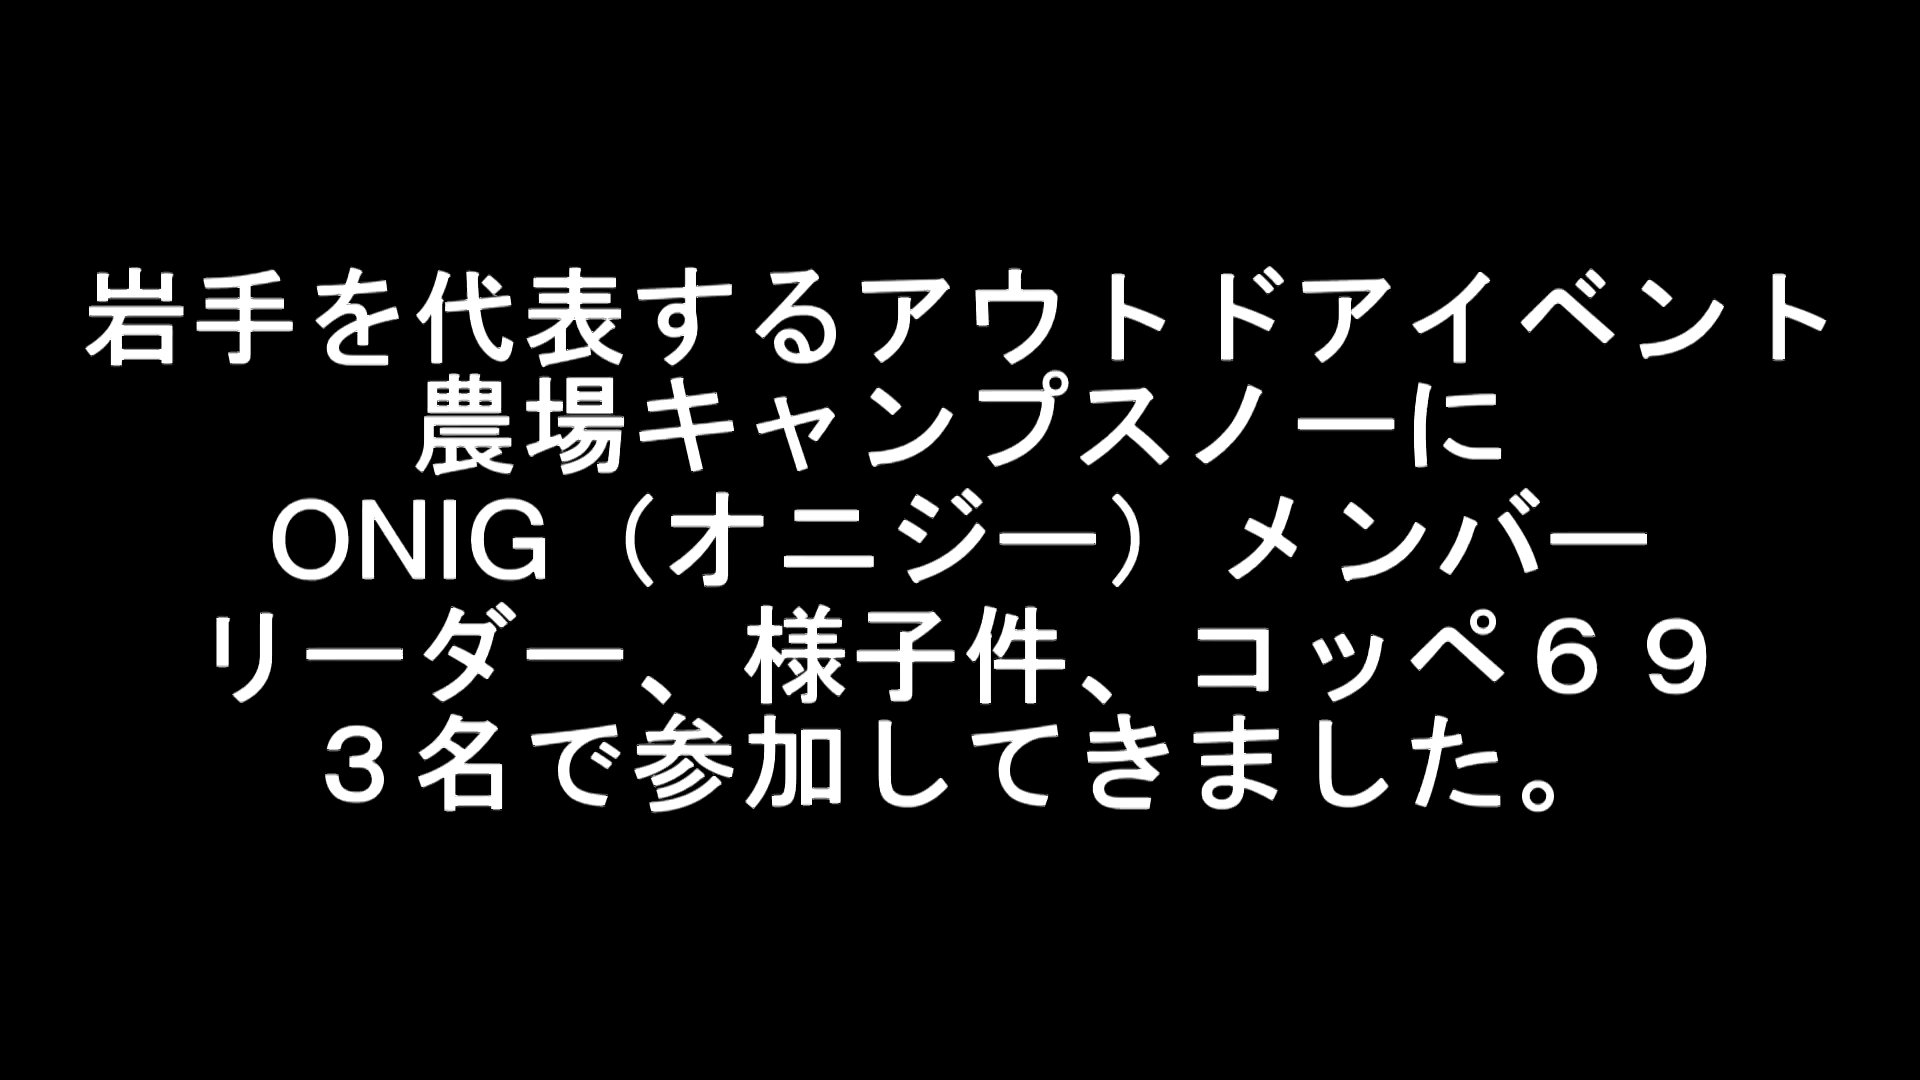 岩手を代表するアウトドアイベント
農場キャンプスノーに
ONIG（オニジー）メンバー
リーダー、様子件、コッペ６９
３名で参加してきました。